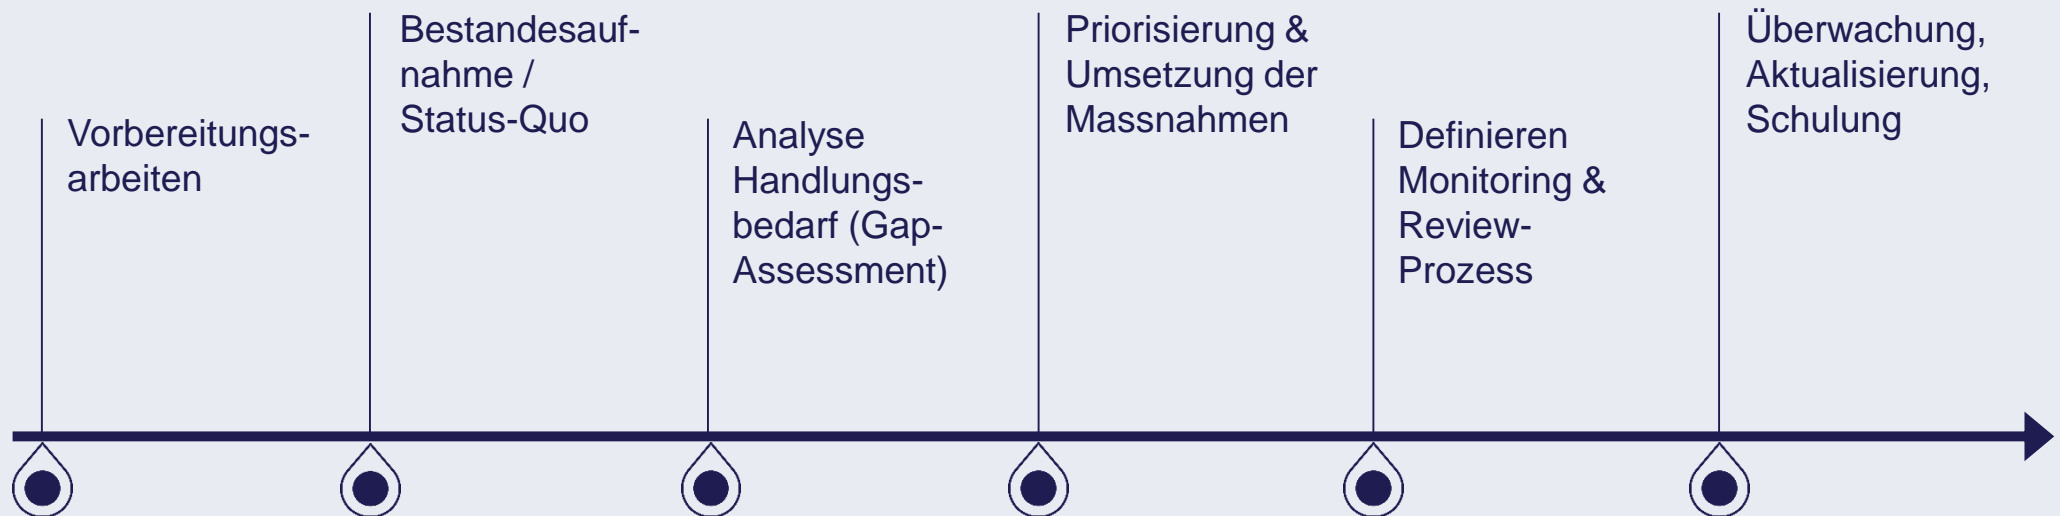 Vorbereitungs-
arbeiten
Bestandesauf-
nahme /
Status-Quo
Analyse
Handlungs-
bedarf (Gap-
Assessment)
Priorisierung &
Umsetzung der
Massnahmen
Definieren
Monitoring &
Review-
Prozess
Überwachung,
Aktualisierung,
Schulung